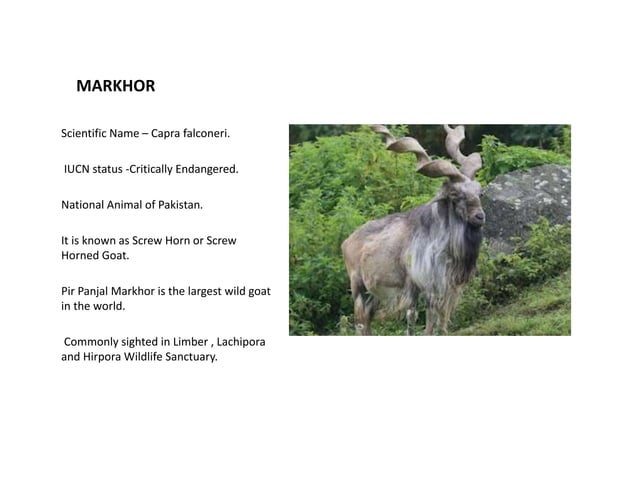 MARKHOR
Scientific Name – Capra falconeri.
IUCN status -Critically Endangered.
National Animal of Pakistan.
It is known as Screw Horn or Screw
Horned Goat.
Pir Panjal Markhor is the largest wild goat
in the world.
Commonly sighted in Limber , Lachipora
and Hirpora Wildlife Sanctuary.